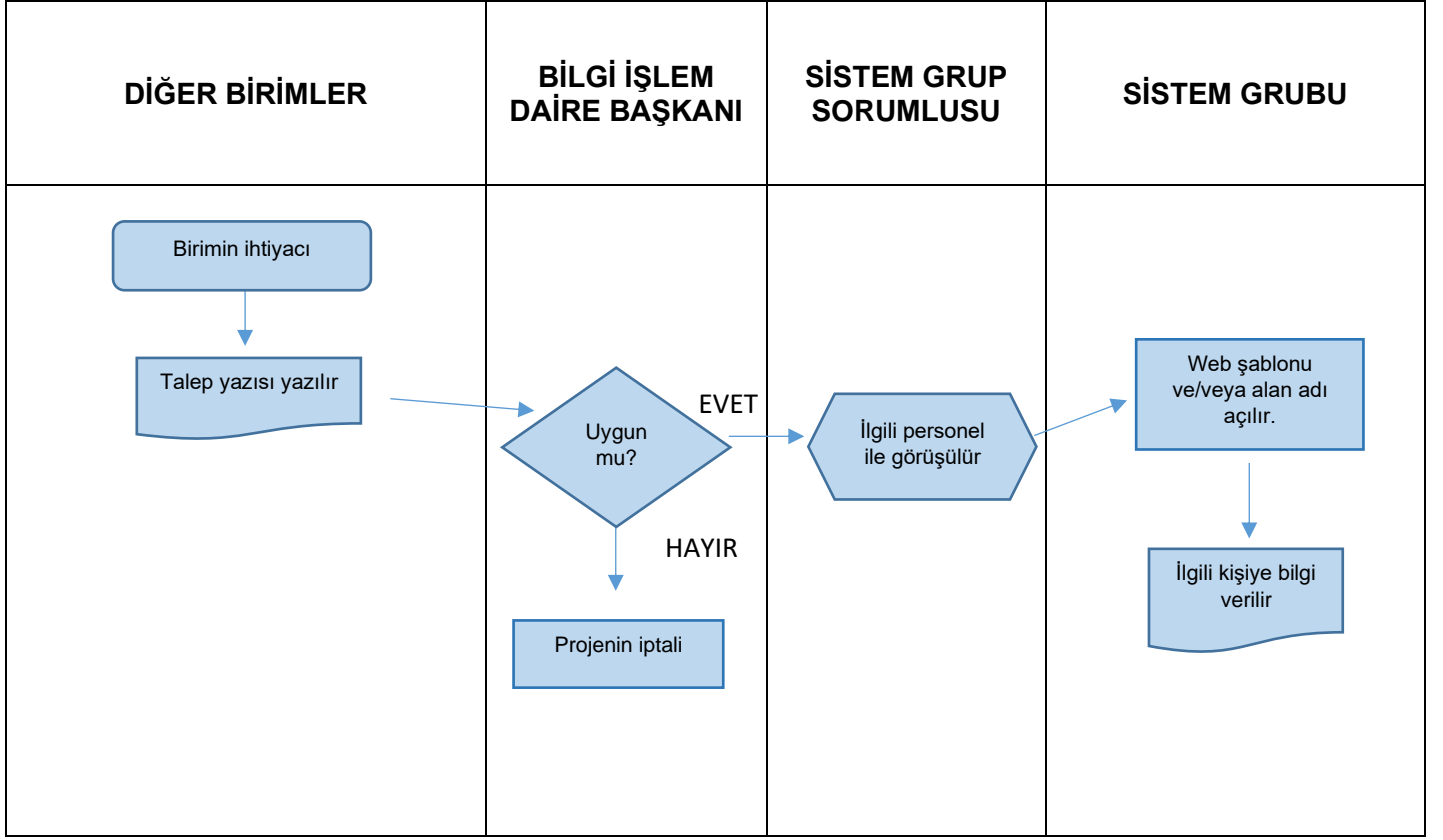 DİĞER BİRİMLER
BİLGİ İŞLEM
DAİRE BAŞKANI
SİSTEM GRUP
SORUMLUSU
SİSTEM GRUBU
Birimin ihtiyacı
Talep yazısı yazılır
Uygun
mu?
EVET
HAYIR
Projenin iptali
İlgili personel
ile görüşülür
Web şablonu
ve/veya alan adı
açılır.
İlgili kişiye bilgi
verilir